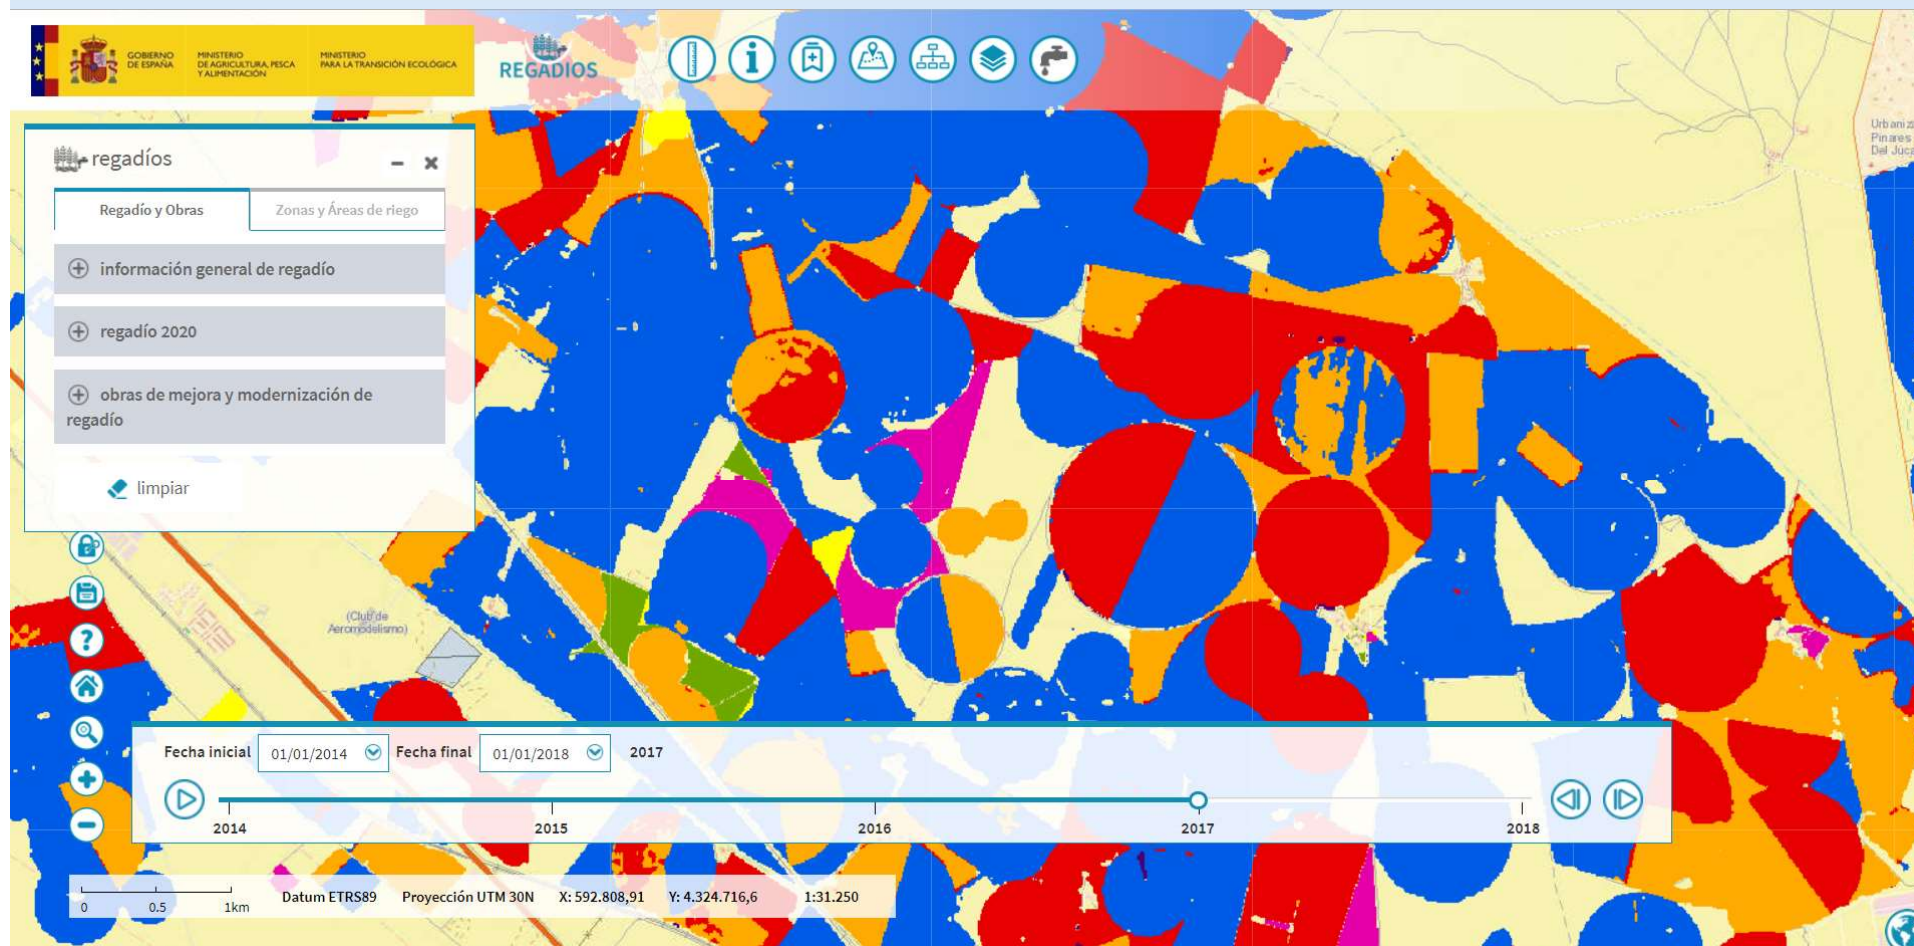 GOBIERNO
DE ESPAÑA
MINISTERIO
DE AGRICULTURA, PESCA
Y ALIMENTACIÓN
MINISTERIO
PARA LA TRANSICIÓN ECOLÓGICA
REGADIOS
regadíos
Regadío y Obras
Zonas y Áreas de riego
información general de regadío
regadío 2020
obras de mejora y modernización de
regadío
limpiar
Pinares
Del Júca
(Club de
Aeromodelismo)
Fecha inicial 01/01/2014 Fecha final 01/01/2018 2017
2014 2015 2016 2017 2018
0 0.5 1km Datum ETRS89 Proyección UTM 30N X: 592.808,91 Y: 4.324.716,6 1:31.250